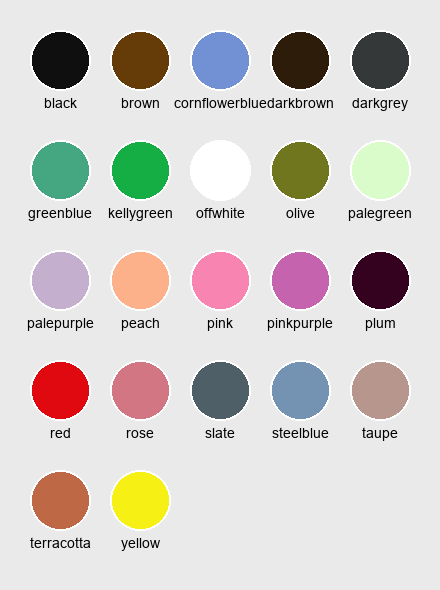 black brown cornflowerblue darkbrown darkgrey
greenblue kellygreen offwhite olive palegreen
palepurple peach pink pinkpurple plum
red rose slate steelblue taupe
terracotta yellow